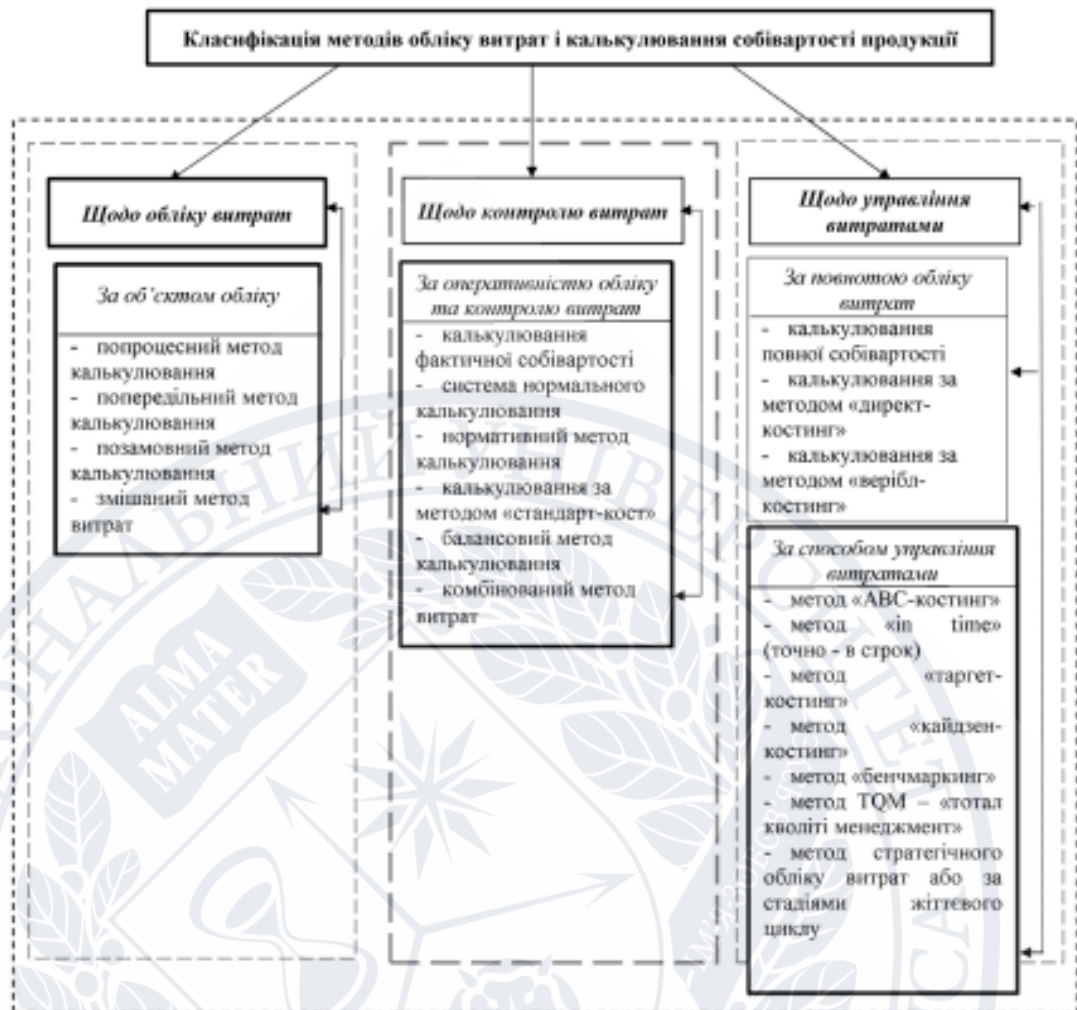 Класифікація методів обліку витрат і калькулювання собівартості продукції
Щодо обліку витрат
За об’єктом обліку
- попроцесний метод
калькулювання
- попередільний метод
калькулювання
- позамовний метод
калькулювання
- змішаний метод
витрат
Щодо контролю витрат
За оперативністю обліку
та контролю витрат
- калькулювання
фактичної собівартості
- система нормального
калькулювання
- нормативний метод
калькулювання
- калькулювання за
методом «стандарт-кост»
- балансовий метод
калькулювання
- комбінований метод
витрат
Щодо управління
витратами
За повнотою обліку
витрат
- калькулювання
повної собівартості
- калькулювання за
методом «директ-
костинг»
- калькулювання за
методом «верібл-
костинг»
За способом управління
витратами
- метод «АВС-костинг»
- метод «in time»
(точно - в строк)
- метод «таргет-
костинг»
- метод «кайдзен-
костинг»
- метод «бенчмаркинг»
- метод TQM – «тотал
кволіті менеджмент»
- метод стратегічного
обліку витрат або за
стадіями життєвого
циклу
ALMA
MATER